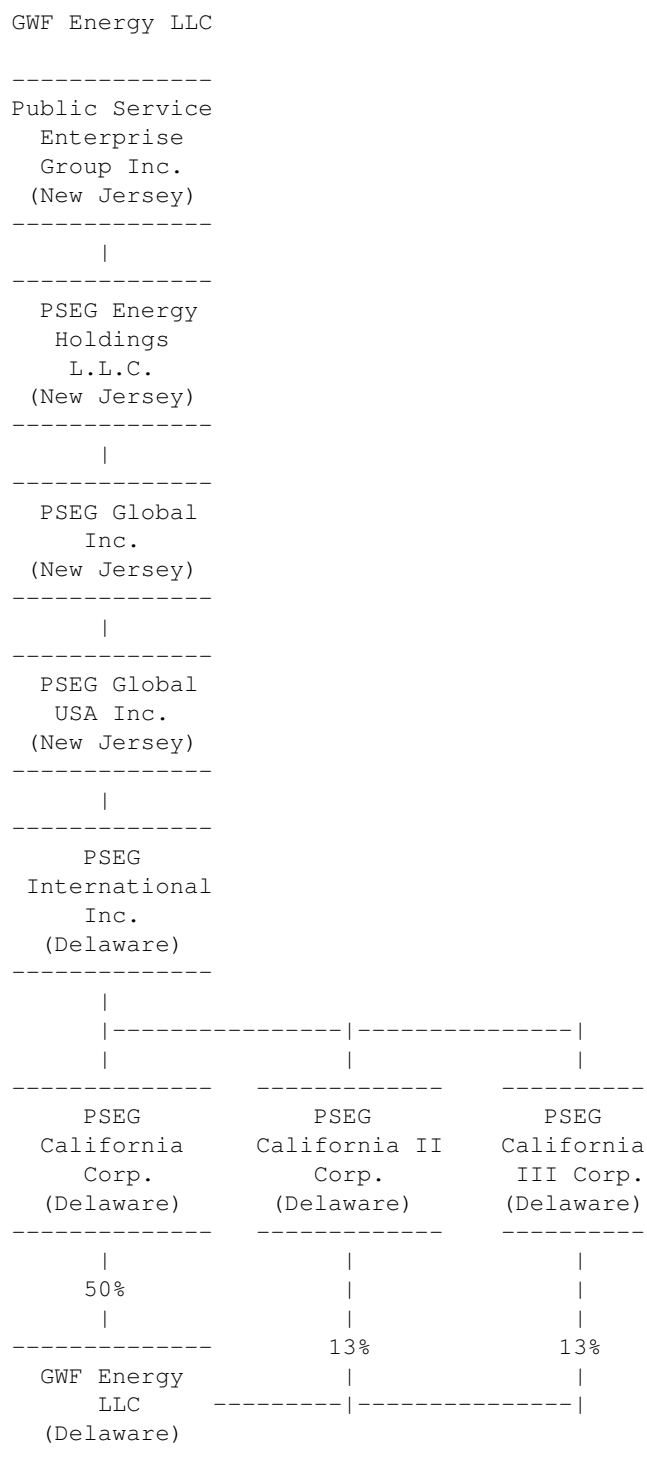 GWF Energy LLC
Public Service
Enterprise
Group Inc.
(New Jersey)
PSEG Energy
Holdings
L.L.C.
(New Jersey)
PSEG Global
Inc.
(New Jersey)
PSEG Global
USA Inc.
(New Jersey)
PSEG
International
Inc.
(Delaware)
PSEG PSEG PSEG
California California II California
Corp. Corp. III Corp.
(Delaware) (Delaware) (Delaware)
50%
13% 13%
GWF Energy
LLC
(Delaware)